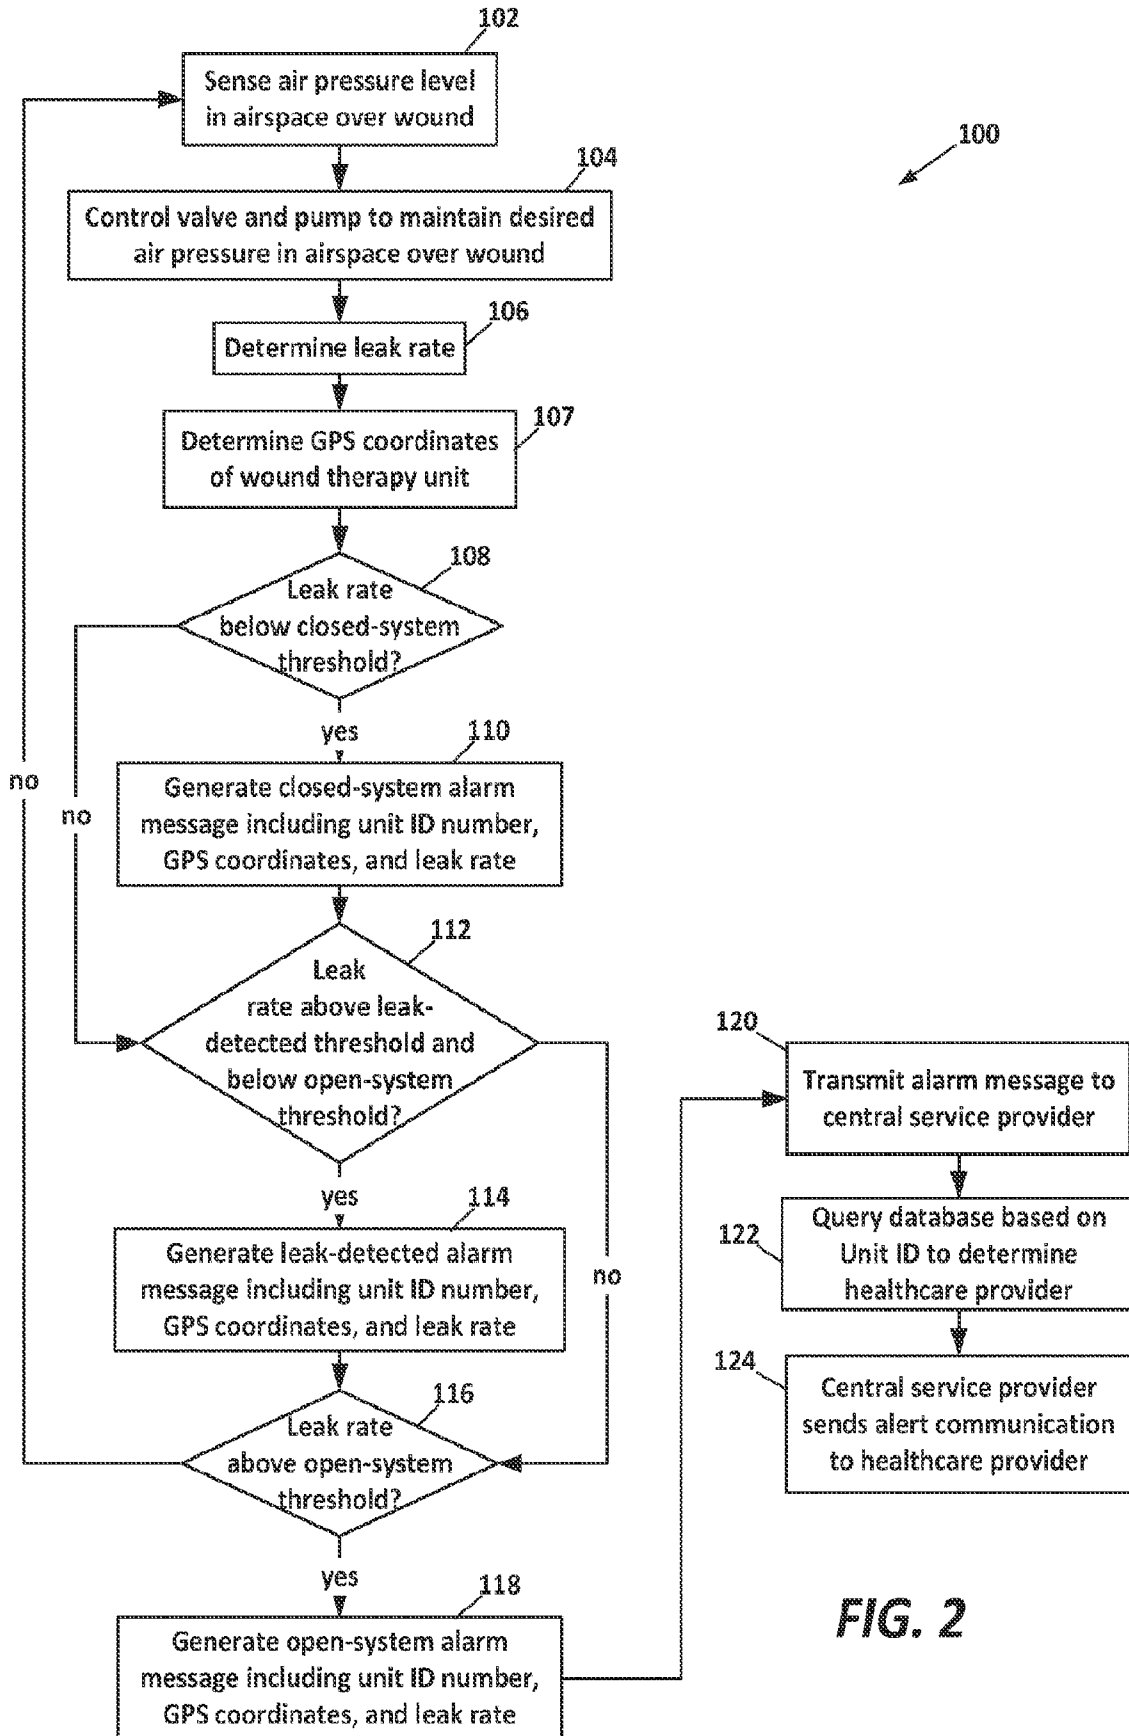 102
Sense air pressure level
in airspace over wound
100
104
Control valve and pump to maintain desired
air pressure in airspace over wound
106
Determine leak rate
107
Determine GPS coordinates
of wound therapy unit
108
Leak rate
below closed-system
threshold?
yes
no
no
110
Generate closed-system alarm
message including unit ID number,
GPS coordinates, and leak rate
112
Leak
rate above leak-
detected threshold and
below open-system
threshold?
yes
no
114
Generate leak-detected alarm
message including unit ID number,
GPS coordinates, and leak rate
116
Leak rate
above open-system
threshold?
yes
118
Generate open-system alarm
message including unit ID number,
GPS coordinates, and leak rate
120
Transmit alarm message to
central service provider
122
Query database based on
Unit ID to determine
healthcare provider
124
Central service provider
sends alert communication
to healthcare provider
FIG. 2